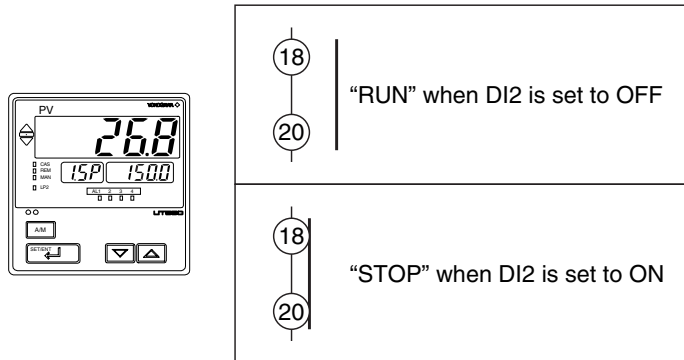 PV
YOKOGAWA
26.8
CAS
REM
MAN
LP2
1.SP 150.0
AL1 2 3 4
UT550
A/M
SET/ENT
18
“RUN” when DI2 is set to OFF
20
18
“STOP” when DI2 is set to ON
20